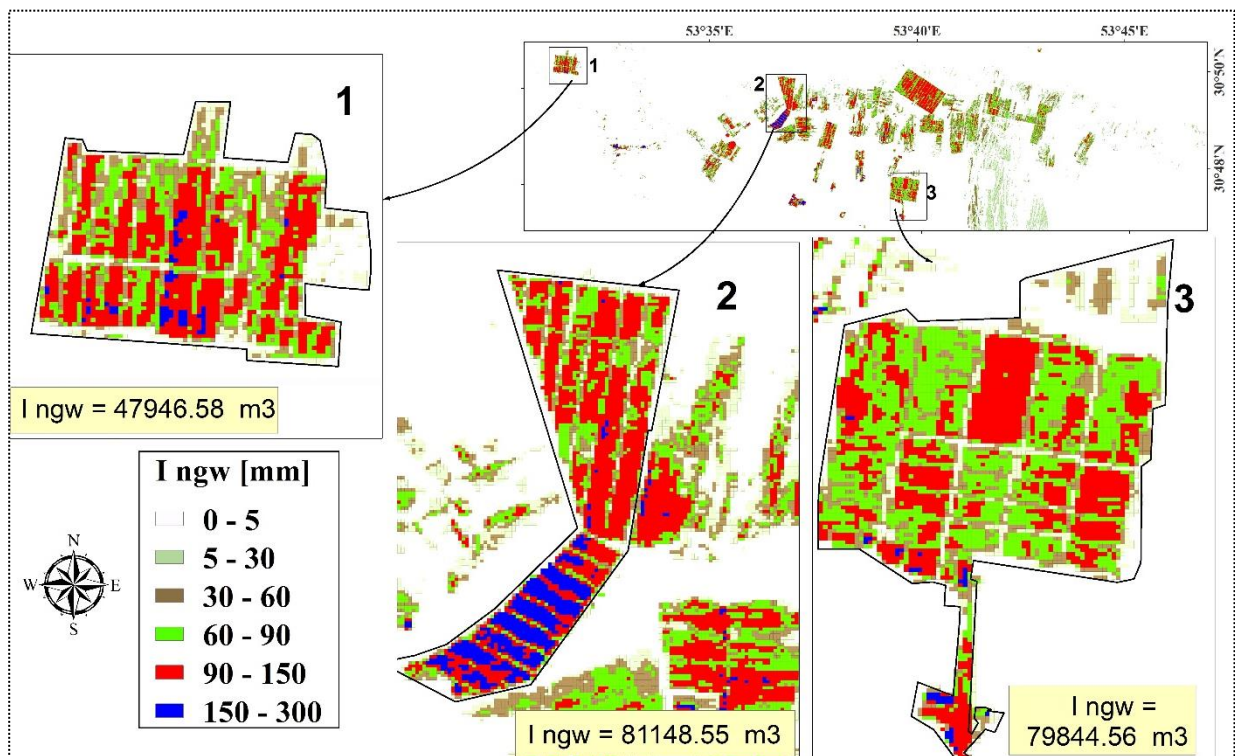 53°35'E 53°40'E 53°45'E
30°50'N
30°48'N
1
2
3
1
2
3
I ngw = 47946.58 m3
I ngw [mm]
0 - 5
5 - 30
30 - 60
60 - 90
90 - 150
150 - 300
N
W E
S
I ngw = 81148.55 m3
I ngw =
79844.56 m3